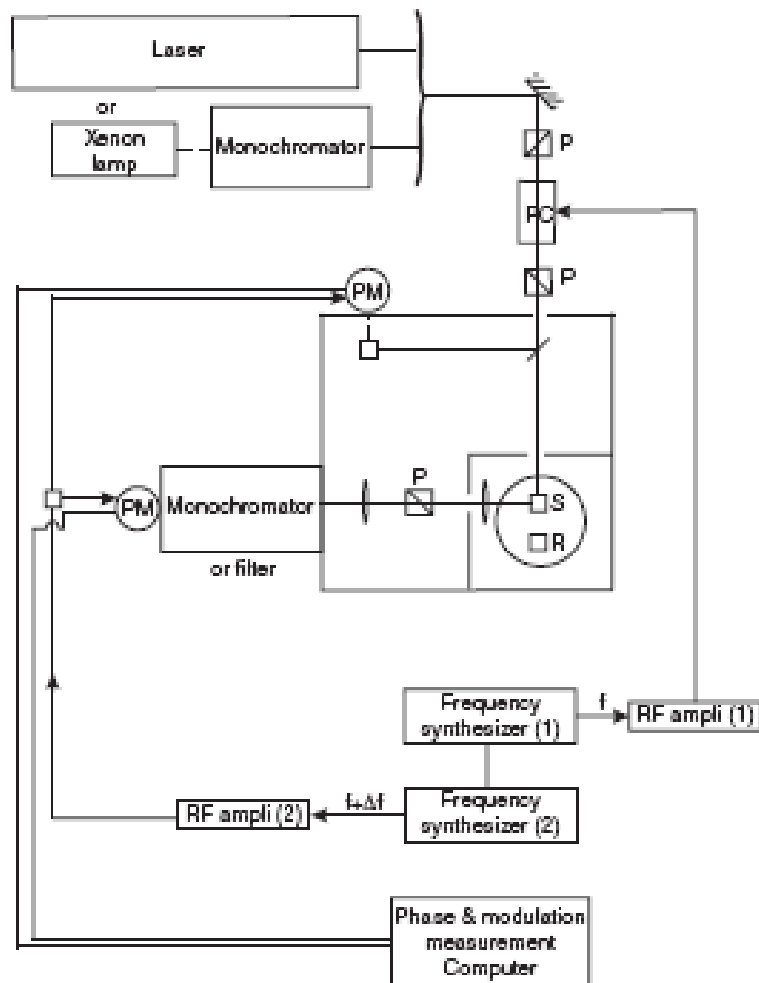 Laser
or
Xenon
lamp
Monochromator
P
PC
P
PM
P
PM
Monochromator
S
R
or filter
Frequency
synthesizer (1)
f
RF ampli (1)
RF ampli (2)
f+Δf
Frequency
synthesizer (2)
Phase & modulation
measurement
Computer